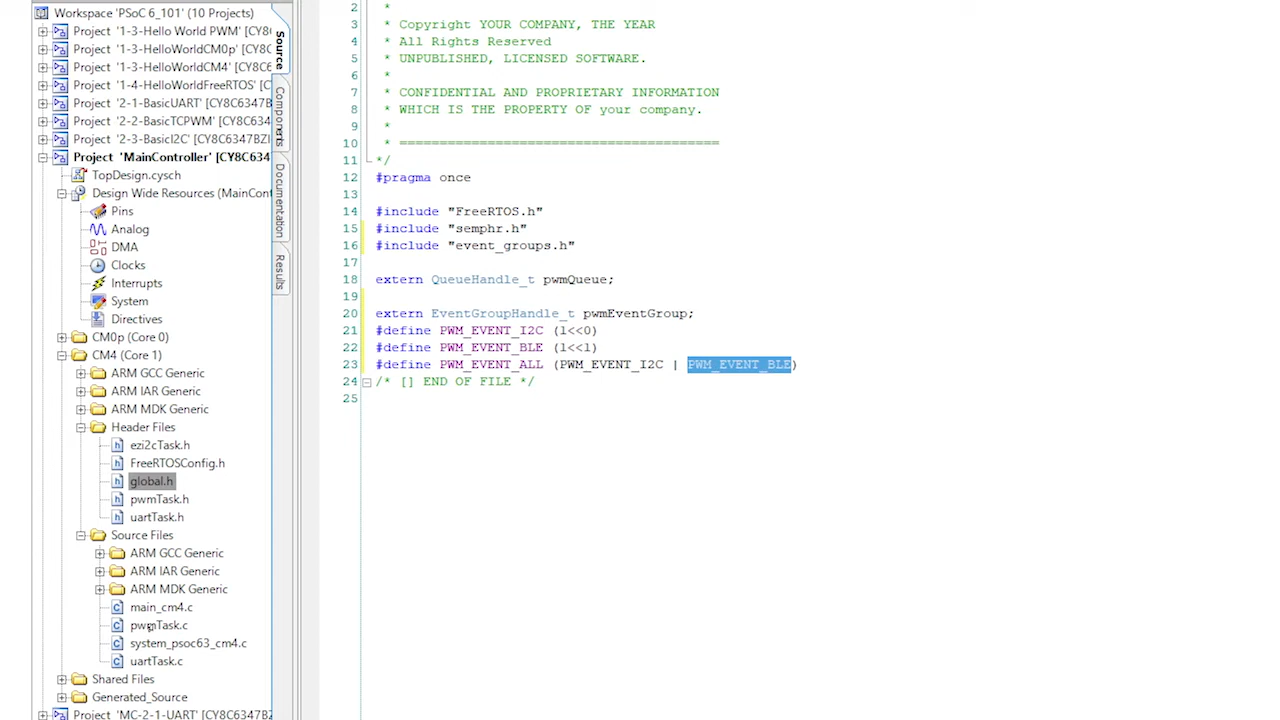 Workspace 'PSoC 6_101' (10 Projects)
Project '1-3-Hello World PWM' [CY8C
Project '1-3-HelloWorldCM0p' [CY8C
Project '1-3-HelloWorldCM4' [CY8C6
Project '1-4-HelloWorldFreeRTOS' [C
Project '2-1-BasicUART' [CY8C6347B
Project '2-2-BasicTCPWM' [CY8C634
Project '2-3-BasicI2C' [CY8C6347BZI
Project 'MainController' [CY8C634
TopDesign.cysch
Design Wide Resources (MainCont
Pins
Analog
DMA
Clocks
Interrupts
System
Directives
CM0p (Core 0)
CM4 (Core 1)
ARM GCC Generic
ARM IAR Generic
ARM MDK Generic
Header Files
ezi2cTask.h
FreeRTOSConfig.h
global.h
pwmTask.h
uartTask.h
Source Files
ARM GCC Generic
ARM IAR Generic
ARM MDK Generic
main_cm4.c
pwmTask.c
system_psoc63_cm4.c
uartTask.c
Shared Files
Generated_Source
Project 'MC-2-1-UART' [CY8C6347BZ
Source
Components
Documentation
Results
2 *
3 * Copyright YOUR COMPANY, THE YEAR
4 * All Rights Reserved
5 * UNPUBLISHED, LICENSED SOFTWARE.
6 *
7 * CONFIDENTIAL AND PROPRIETARY INFORMATION
8 * WHICH IS THE PROPERTY OF your company.
9 *
10 * ========================================
11 */
12 #pragma once
13
14 #include "FreeRTOS.h"
15 #include "semphr.h"
16 #include "event_groups.h"
17
18 extern QueueHandle_t pwmQueue;
19
20 extern EventGroupHandle_t pwmEventGroup;
21 #define PWM_EVENT_I2C (1<<0)
22 #define PWM_EVENT_BLE (1<<1)
23 #define PWM_EVENT_ALL (PWM_EVENT_I2C | PWM_EVENT_BLE)
24 /* [] END OF FILE */
25